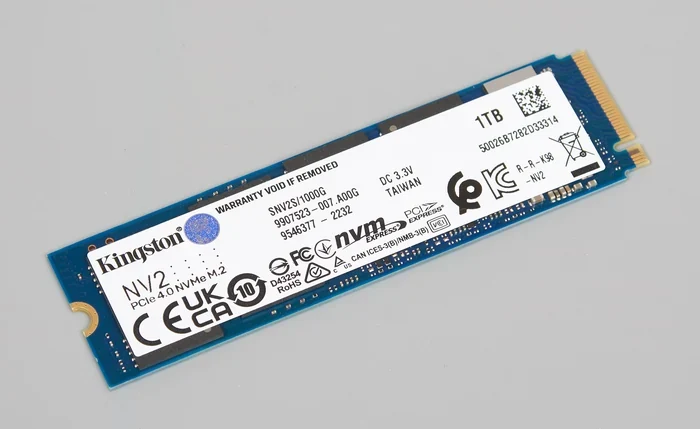 WARRANTY VOID IF REMOVED
Kingston
NV2
PCIe 4.0 NVMe M.2
SNV2S/1000G
9907523-007.A00G
9546377 - 2232
DC 3.3V
TAIWAN
1TB
50026B7282D33314
R-R-K98
-NV2
CE UK CA 10
D43254
RoHS
FC
nvm EXPRESS
PCI EXPRESS
CAN ICES-3(B)/NMB-3(B)